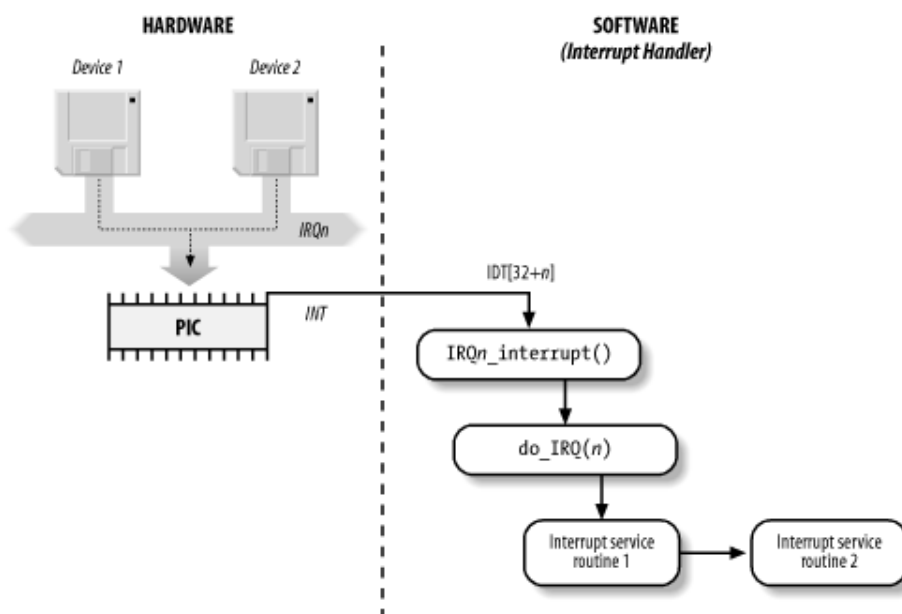 HARDWARE
SOFTWARE
(Interrupt Handler)
Device 1
Device 2
IRQn
IDT[32+n]
INT
PIC
IRQn_interrupt()
do_IRQ(n)
Interrupt service
routine 1
Interrupt service
routine 2